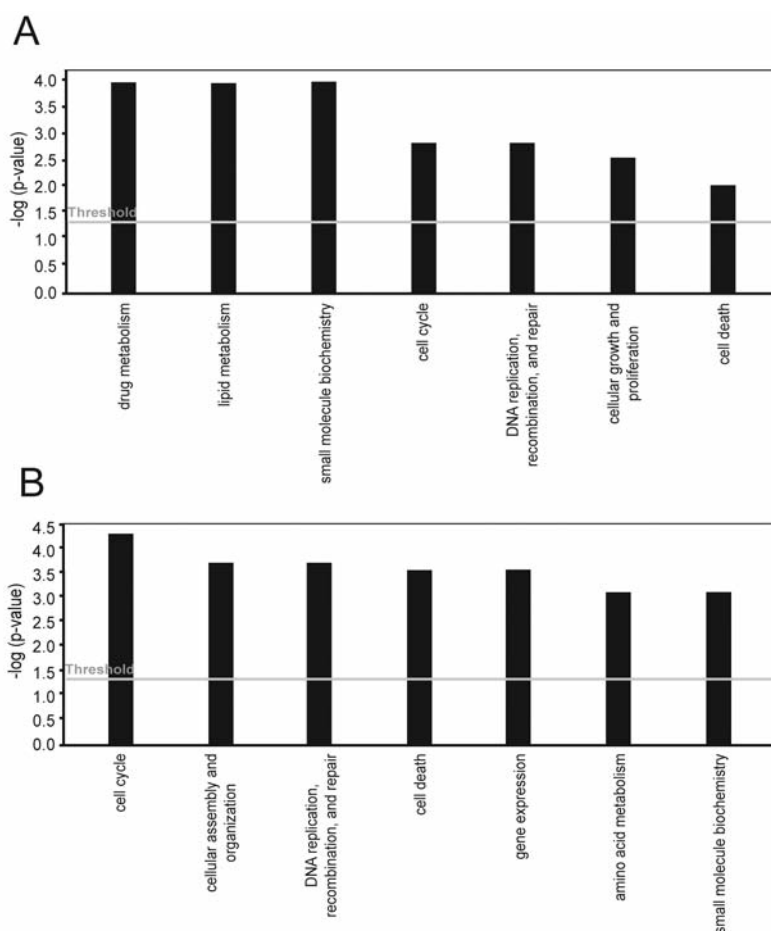 A
-log (p-value)
4.0
3.5
3.0
2.5
2.0
1.5
1.0
0.5
0.0
Threshold
drug metabolism
lipid metabolism
small molecule biochemistry
cell cycle
DNA replication,
recombination, and repair
cellular growth and
proliferation
cell death
B
-log (p-value)
4.5
4.0
3.5
3.0
2.5
2.0
1.5
1.0
0.5
0.0
Threshold
cell cycle
cellular assembly and
organization
DNA replication,
recombination, and repair
cell death
gene expression
amino acid metabolism
small molecule biochemistry